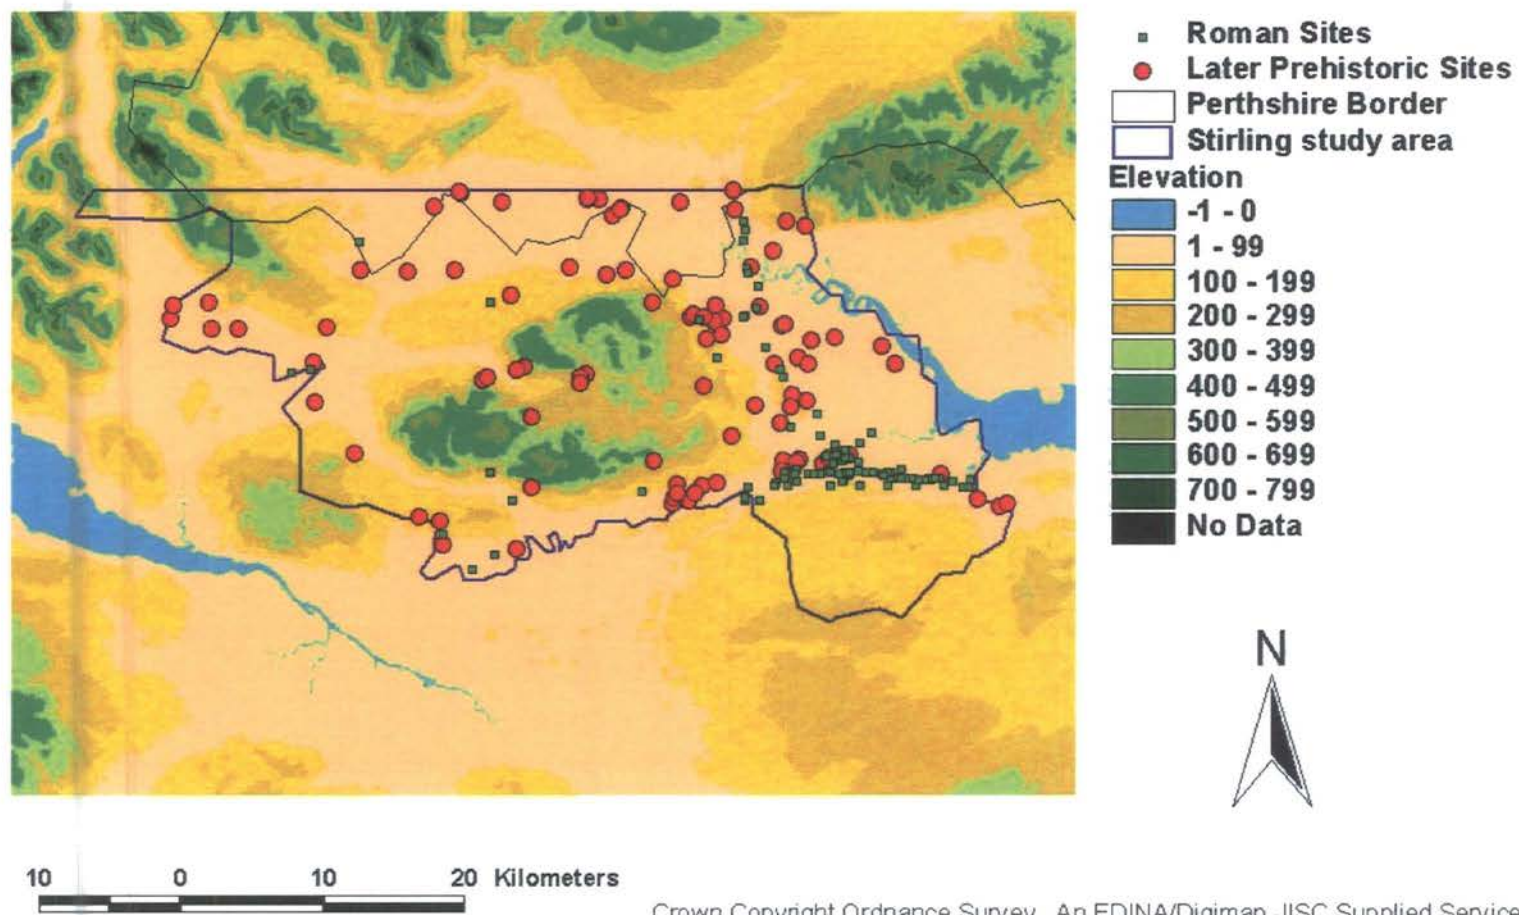 Roman Sites
Later Prehistoric Sites
Perthshire Border
Stirling study area
Elevation
-1 - 0
1 - 99
100 - 199
200 - 299
300 - 399
400 - 499
500 - 599
600 - 699
700 - 799
No Data
N
10 0 10 20 Kilometers
Crown Copyright Ordnance Survey. An EDINA/Digimap JISC Supplied Service